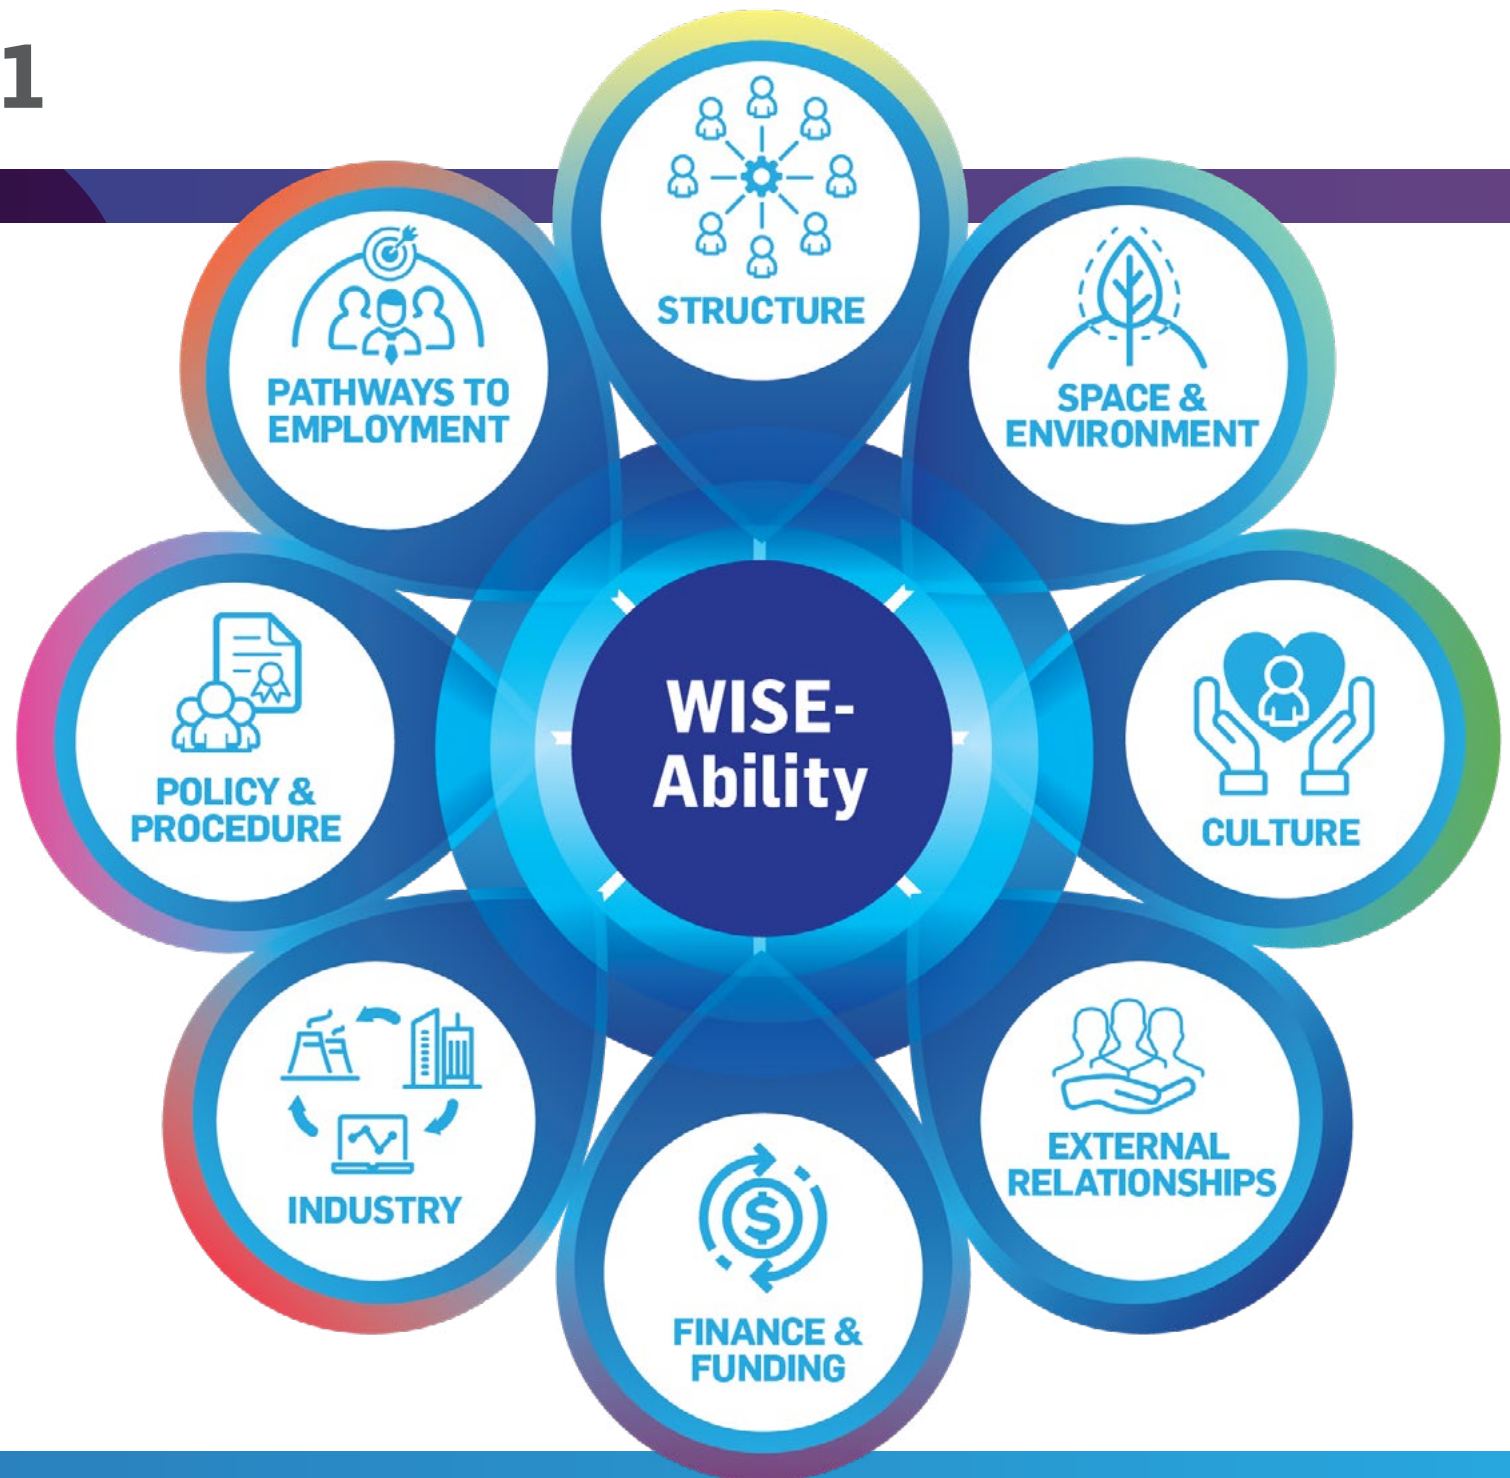 1
STRUCTURE
SPACE &
ENVIRONMENT
CULTURE
EXTERNAL
RELATIONSHIPS
FINANCE &
FUNDING
INDUSTRY
POLICY &
PROCEDURE
PATHWAYS TO
EMPLOYMENT
WISE-
Ability
$